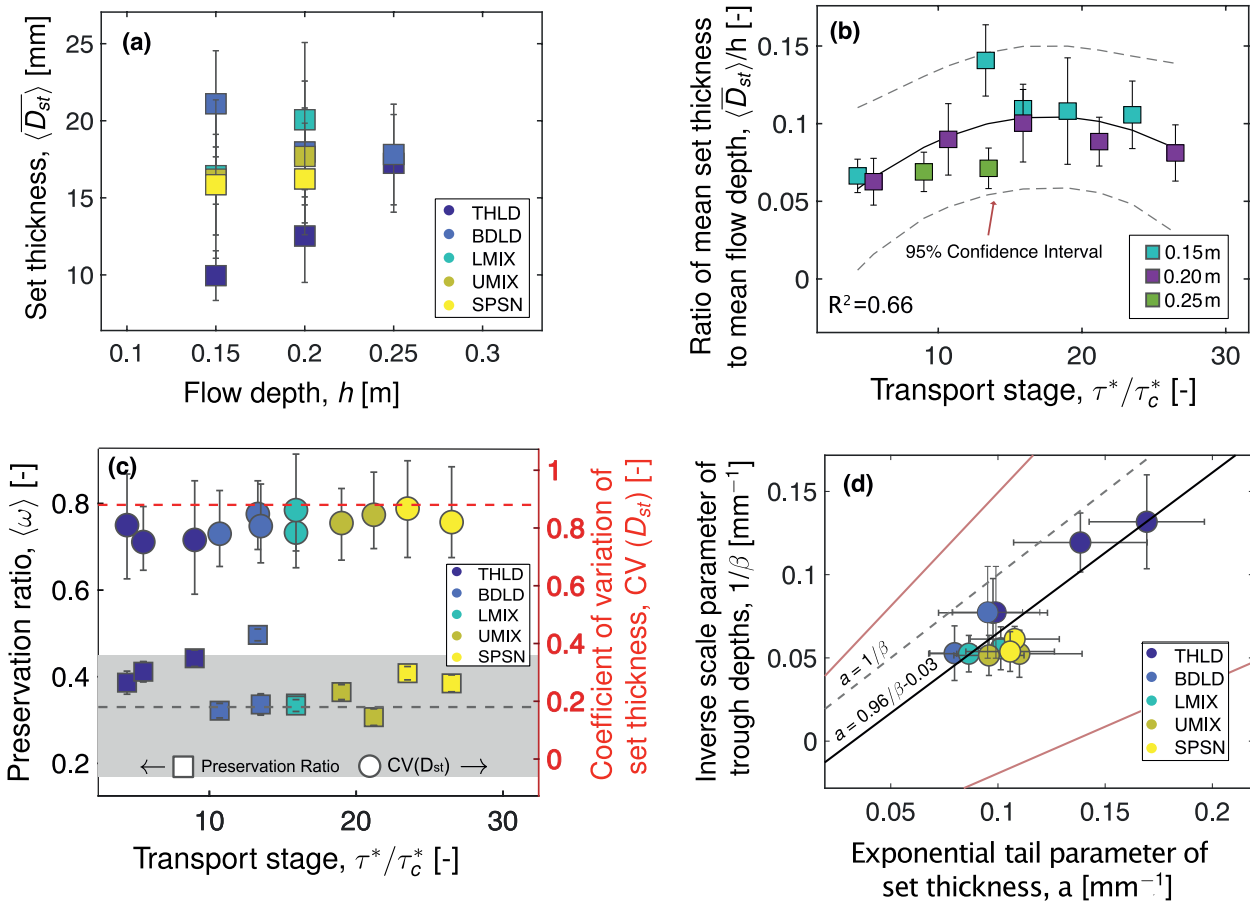 (a)
Set thickness, ⟨D̅st⟩ [mm]
25
20
15
10
THLD
BDLD
LMIX
UMIX
SPSN
0.1 0.15 0.2 0.25 0.3
Flow depth, h [m]
(b)
Ratio of mean set thickness
to mean flow depth, ⟨D̅st⟩/h [-]
0.15
0.1
0.05
0
95% Confidence Interval
R²=0.66
0.15m
0.20m
0.25m
10 20 30
Transport stage, τ*/τc* [-]
(c)
Preservation ratio, ⟨ω⟩ [-]
0.8
0.6
0.4
0.2
1
0.8
0.6
0.4
0.2
0
Coefficient of variation of
set thickness, CV (Dst) [-]
THLD
BDLD
LMIX
UMIX
SPSN
← Preservation Ratio CV(Dst) →
10 20 30
Transport stage, τ*/τc* [-]
(d)
Inverse scale parameter of
trough depths, 1/β [mm⁻¹]
0.15
0.1
0.05
0
a = 1/β
a = 0.96/β-0.03
THLD
BDLD
LMIX
UMIX
SPSN
0.05 0.1 0.15 0.2
Exponential tail parameter of
set thickness, a [mm⁻¹]